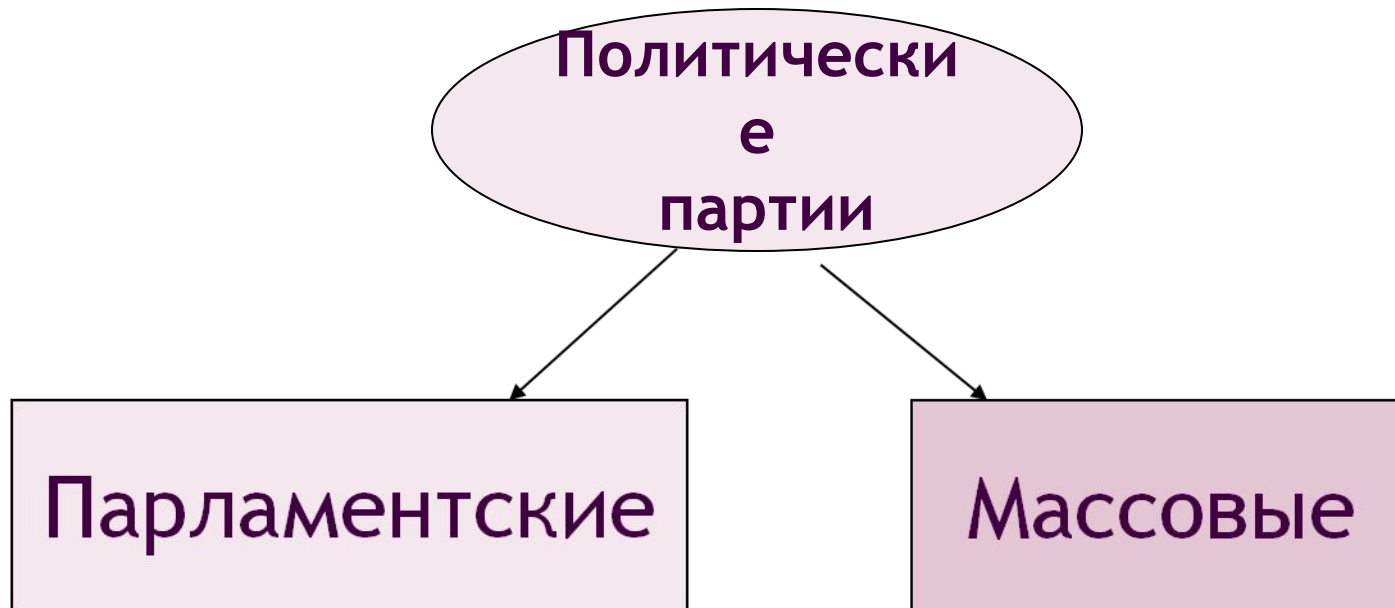 Политически
е
партии
Парламентские
Массовые